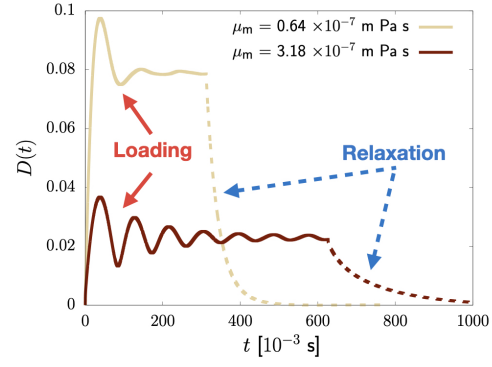 0.1
0.08
0.06
0.04
0.02
0
D(t)
μm = 0.64 ×10⁻⁷ m Pa s
μm = 3.18 ×10⁻⁷ m Pa s
Loading
Relaxation
0 200 400 600 800 1000
t [10⁻³ s]